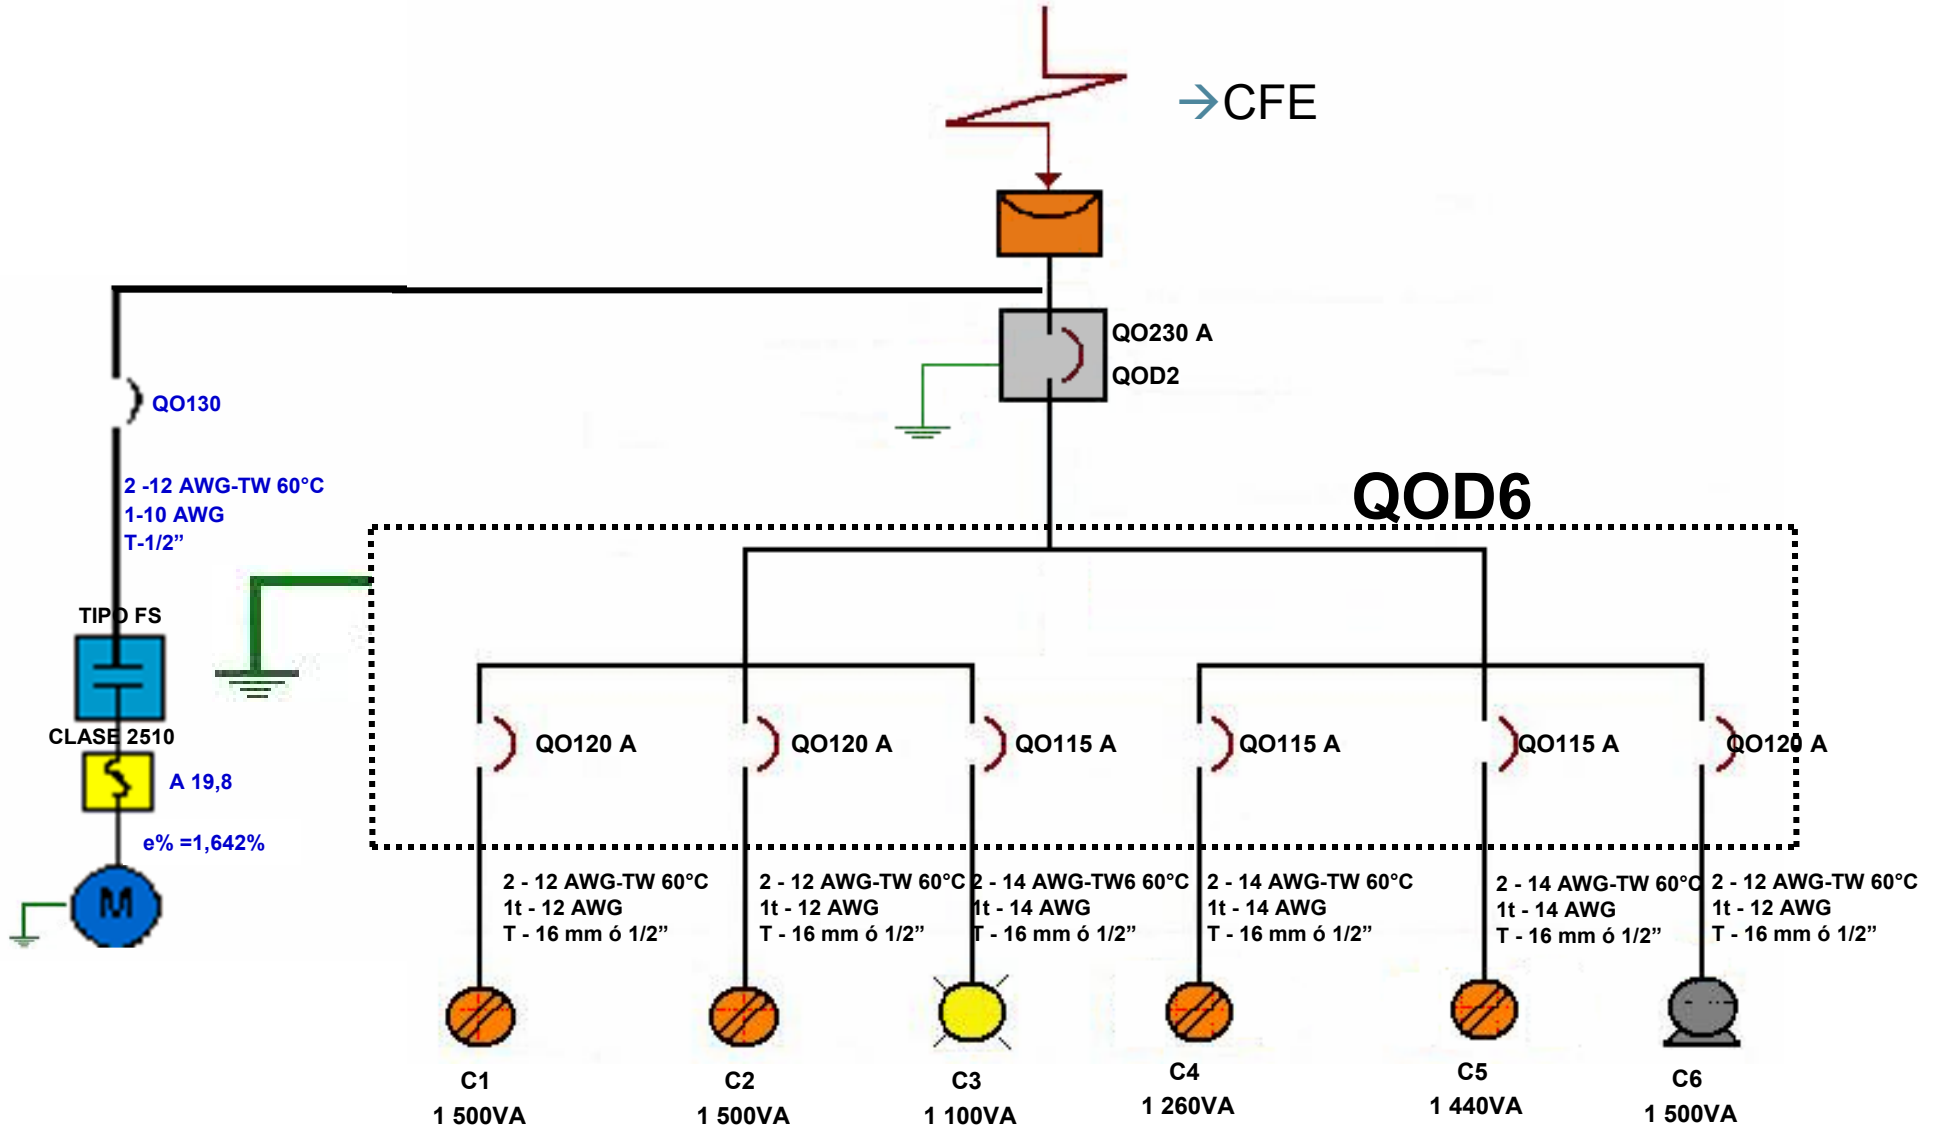 →CFE
QO230 A
QOD2
QO130
2 -12 AWG-TW 60°C
1-10 AWG
T-1/2”
QOD6
TIPO FS
CLASE 2510
A 19,8
e% =1,642%
M
QO120 A
QO120 A
QO115 A
QO115 A
QO115 A
QO120 A
2 - 12 AWG-TW 60°C
1t - 12 AWG
T - 16 mm ó 1/2”
2 - 12 AWG-TW 60°C
1t - 12 AWG
T - 16 mm ó 1/2”
2 - 14 AWG-TW6 60°C
1t - 14 AWG
T - 16 mm ó 1/2”
2 - 14 AWG-TW 60°C
1t - 14 AWG
T - 16 mm ó 1/2”
2 - 14 AWG-TW 60°C
1t - 14 AWG
T - 16 mm ó 1/2”
2 - 12 AWG-TW 60°C
1t - 12 AWG
T - 16 mm ó 1/2”
C1
1 500VA
C2
1 500VA
C3
1 100VA
C4
1 260VA
C5
1 440VA
C6
1 500VA